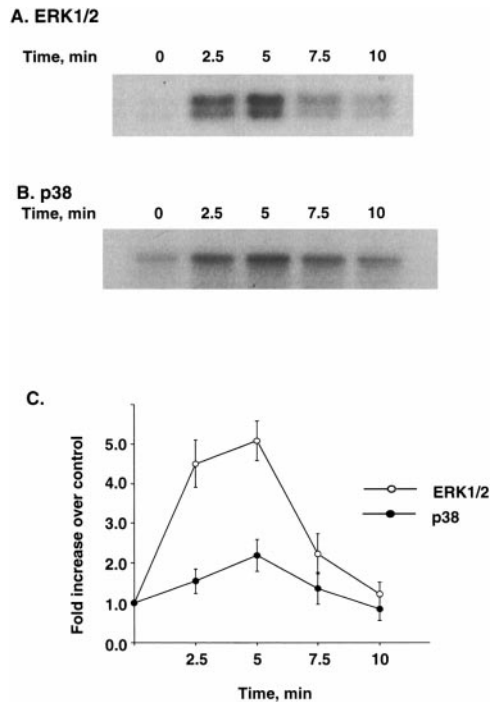 A. ERK1/2
Time, min 0 2.5 5 7.5 10
B. p38
Time, min 0 2.5 5 7.5 10
C.
Fold increase over control
5.0
4.0
3.0
2.0
1.0
0.0
2.5 5 7.5 10
Time, min
ERK1/2
p38